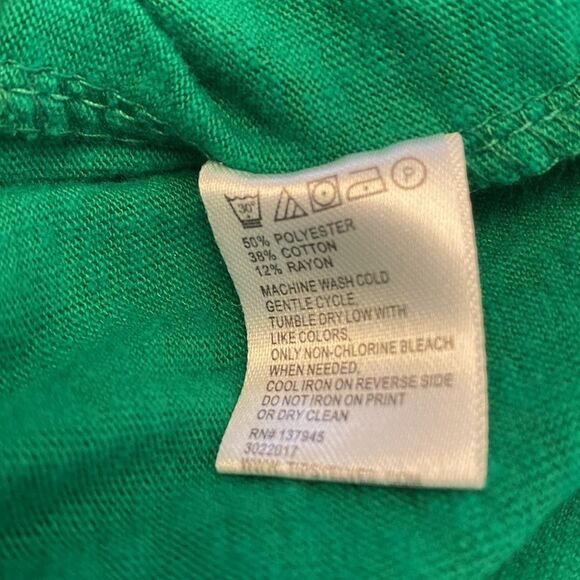 30°
P
50% POLYESTER
38% COTTON
12% RAYON
MACHINE WASH COLD
GENTLE CYCLE,
TUMBLE DRY LOW WITH
LIKE COLORS,
ONLY NON-CHLORINE BLEACH
WHEN NEEDED,
COOL IRON ON REVERSE SIDE
DO NOT IRON ON PRINT
OR DRY CLEAN
RN# 137945
3022017